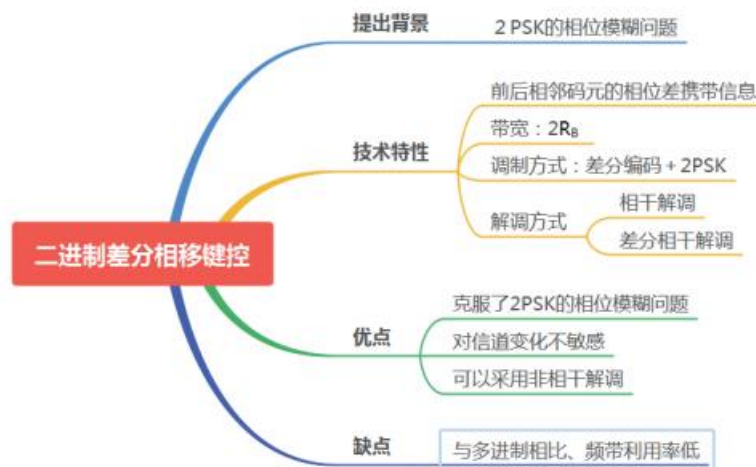 提出背景
2 PSK的相位模糊问题
前后相邻码元的相位差携带信息
带宽：2RB
技术特性
调制方式：差分编码 + 2PSK
相干解调
解调方式
差分相干解调
二进制差分相移键控
克服了2PSK的相位模糊问题
优点
对信道变化不敏感
可以采用非相干解调
缺点
与多进制相比、频带利用率低